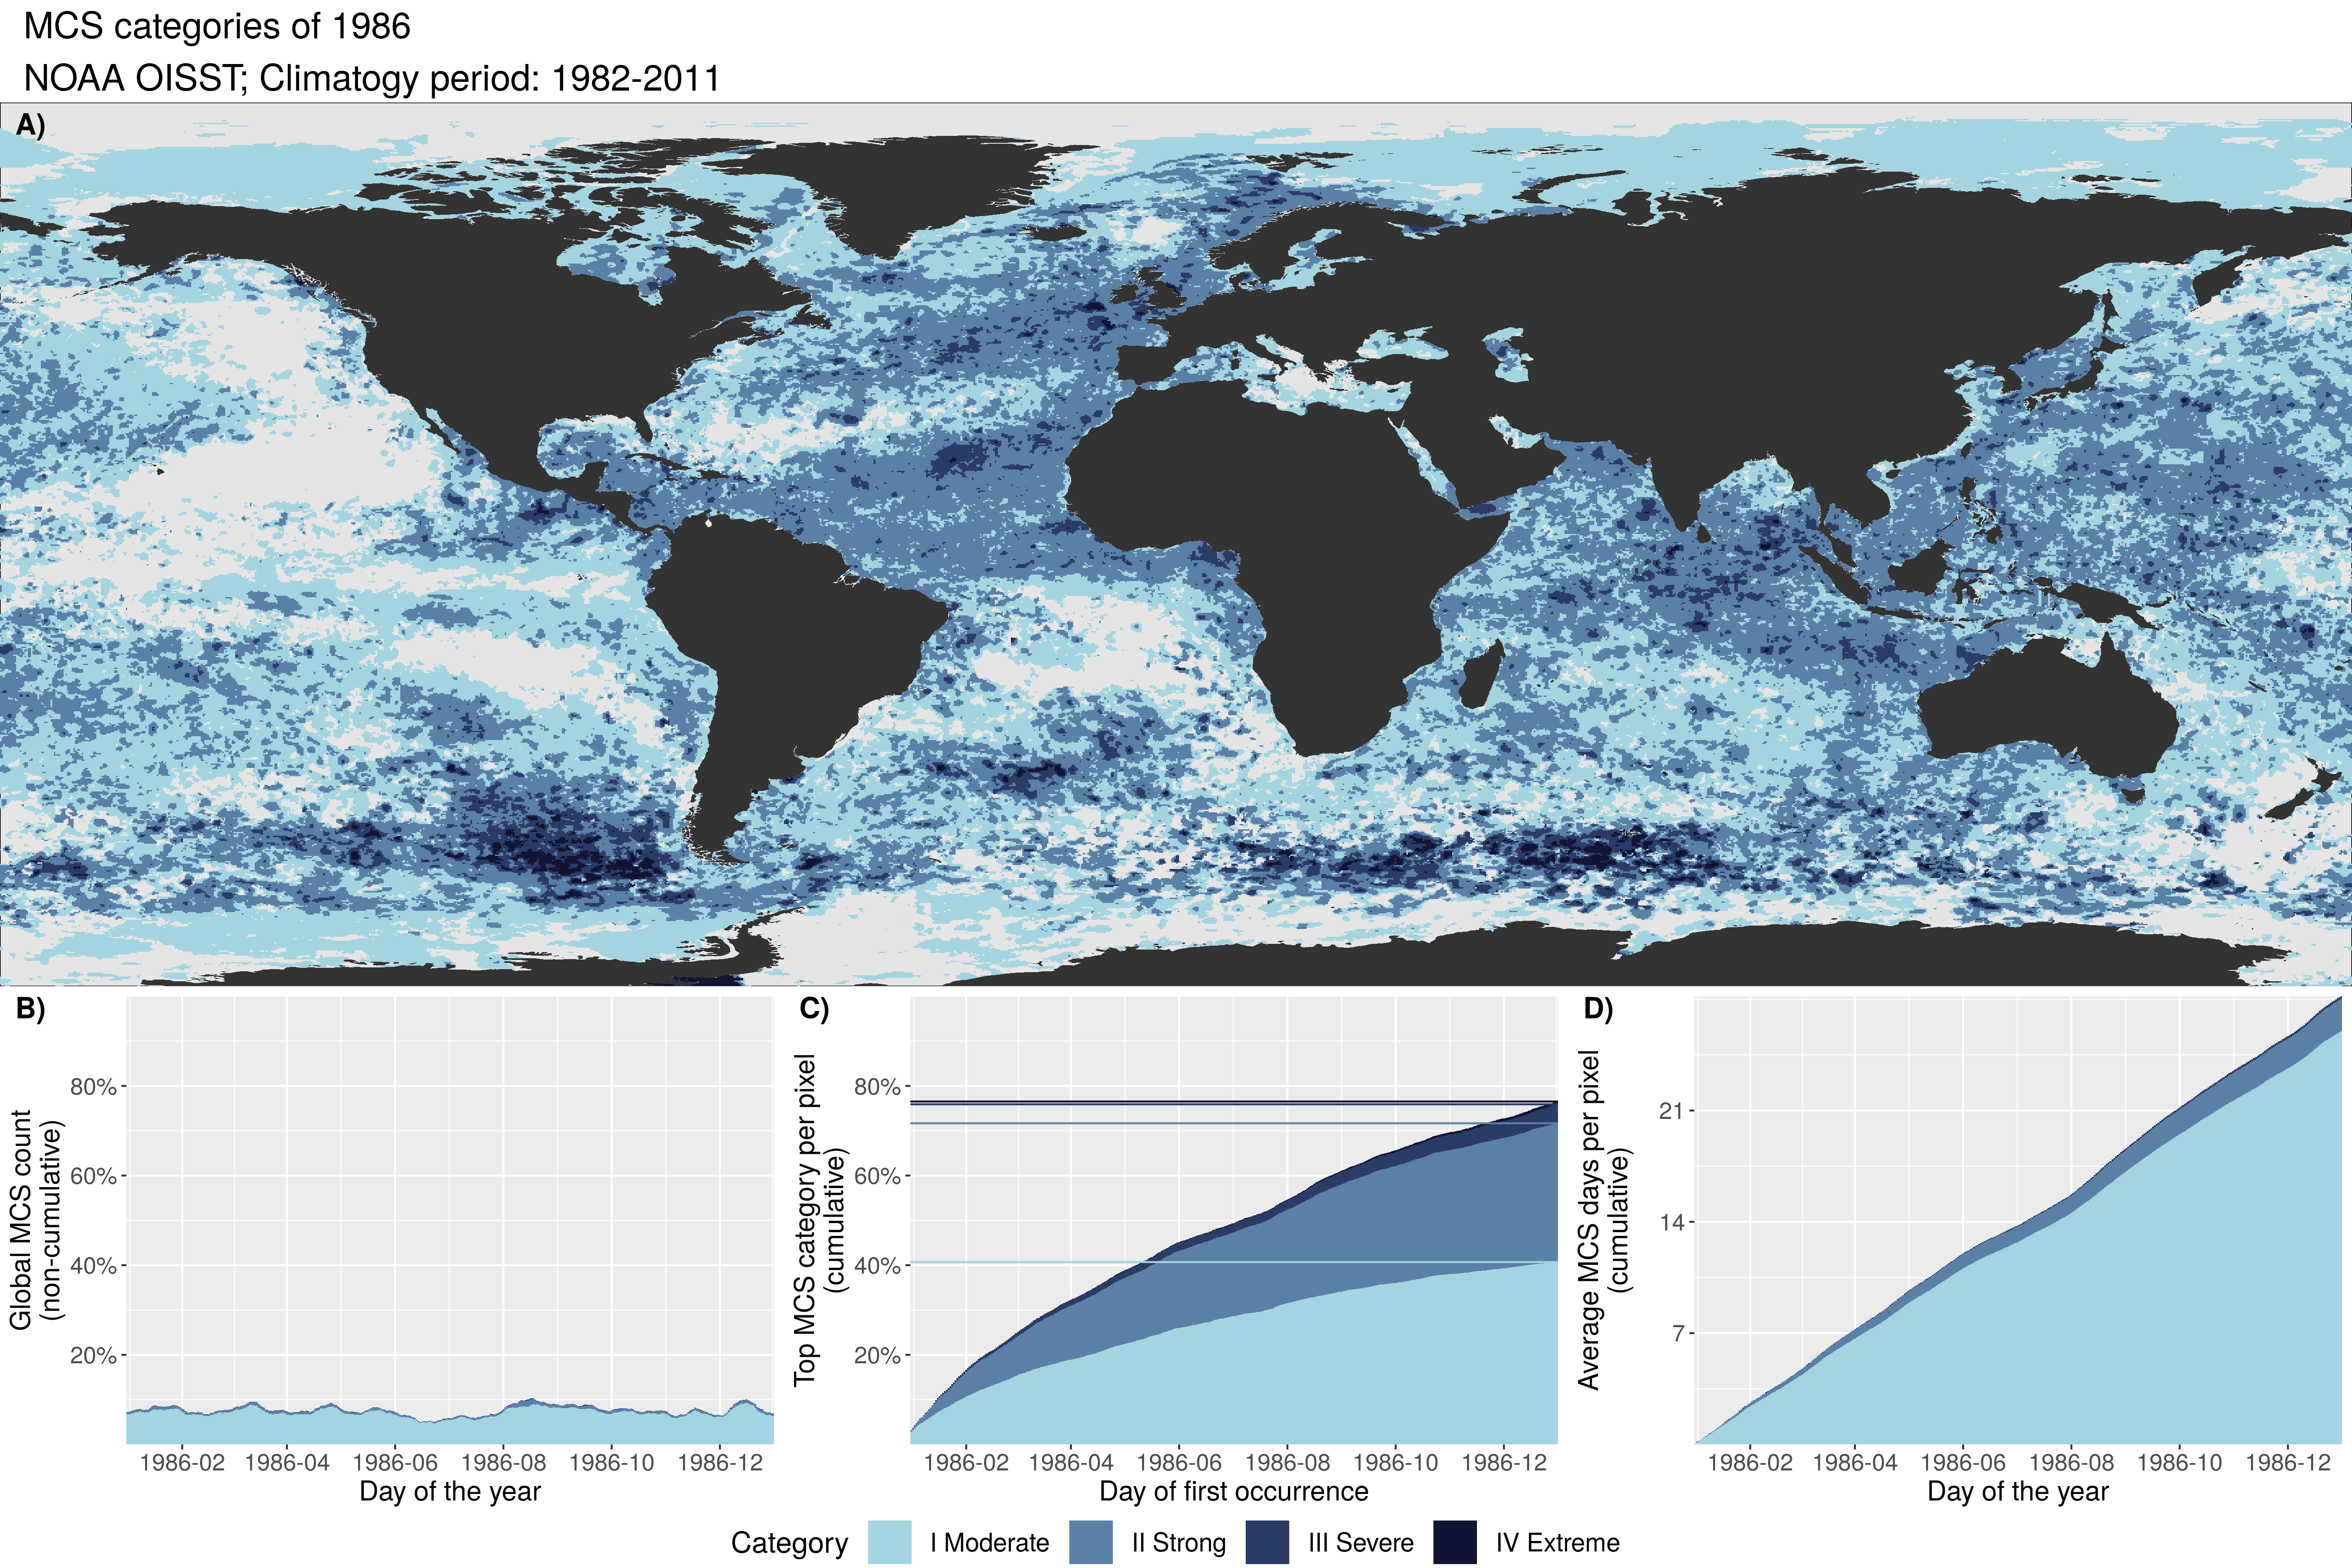 MCS categories of 1986
NOAA OISST; Climatogy period: 1982-2011
A)
B)
Global MCS count
(non-cumulative)
80%
60%
40%
20%
1986-02 1986-04 1986-06 1986-08 1986-10 1986-12
Day of the year
C)
Top MCS category per pixel
(cumulative)
80%
60%
40%
20%
1986-02 1986-04 1986-06 1986-08 1986-10 1986-12
Day of first occurrence
D)
Average MCS days per pixel
(cumulative)
21
14
7
1986-02 1986-04 1986-06 1986-08 1986-10 1986-12
Day of the year
Category I Moderate II Strong III Severe IV Extreme